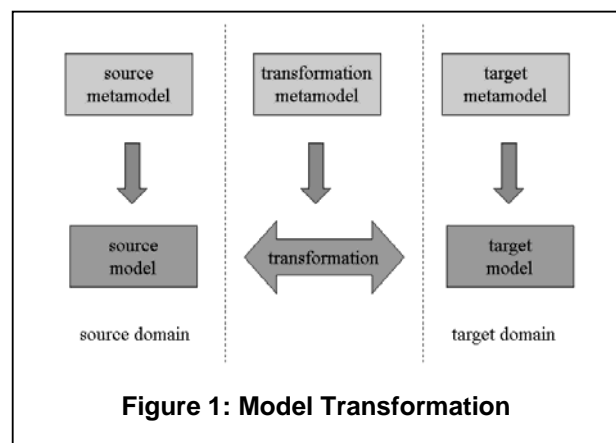 source
metamodel
transformation
metamodel
target
metamodel
source
model
transformation
target
model
source domain
target domain
Figure 1: Model Transformation